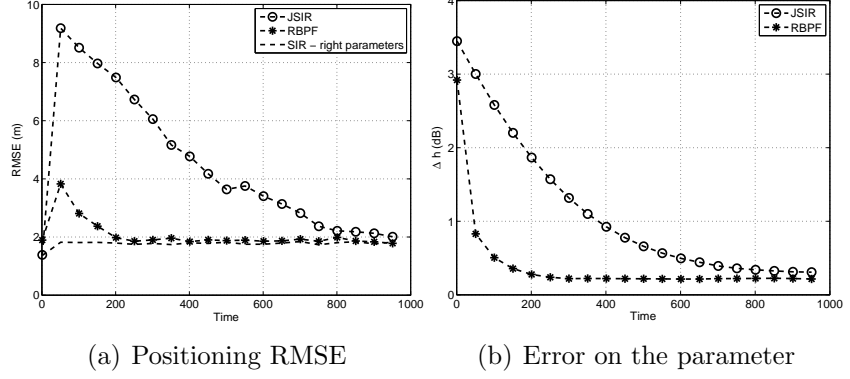 10
8
6
4
2
0
0
200
400
600
800
1000
RMSE (m)
Time
JSIR
RBPF
SIR – right parameters
(a) Positioning RMSE
4
3
2
1
0
0
200
400
600
800
1000
Δ h (dB)
Time
JSIR
RBPF
(b) Error on the parameter